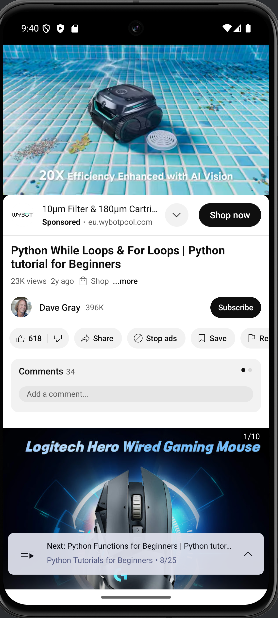 9:40
20X Efficiency Enhanced with AI Vision
WYBOT
10μm Filter & 180μm Cartri...
Sponsored · eu.wybotpool.com
Shop now
Python While Loops & For Loops | Python
tutorial for Beginners
23K views 2y ago Shop ...more
Dave Gray 396K
Subscribe
618
Share
Stop ads
Save
Re
Comments 34
Add a comment...
1/10
Logitech Hero Wired Gaming Mouse
Next: Python Functions for Beginners | Python tutor...
Python Tutorials for Beginners • 8/25